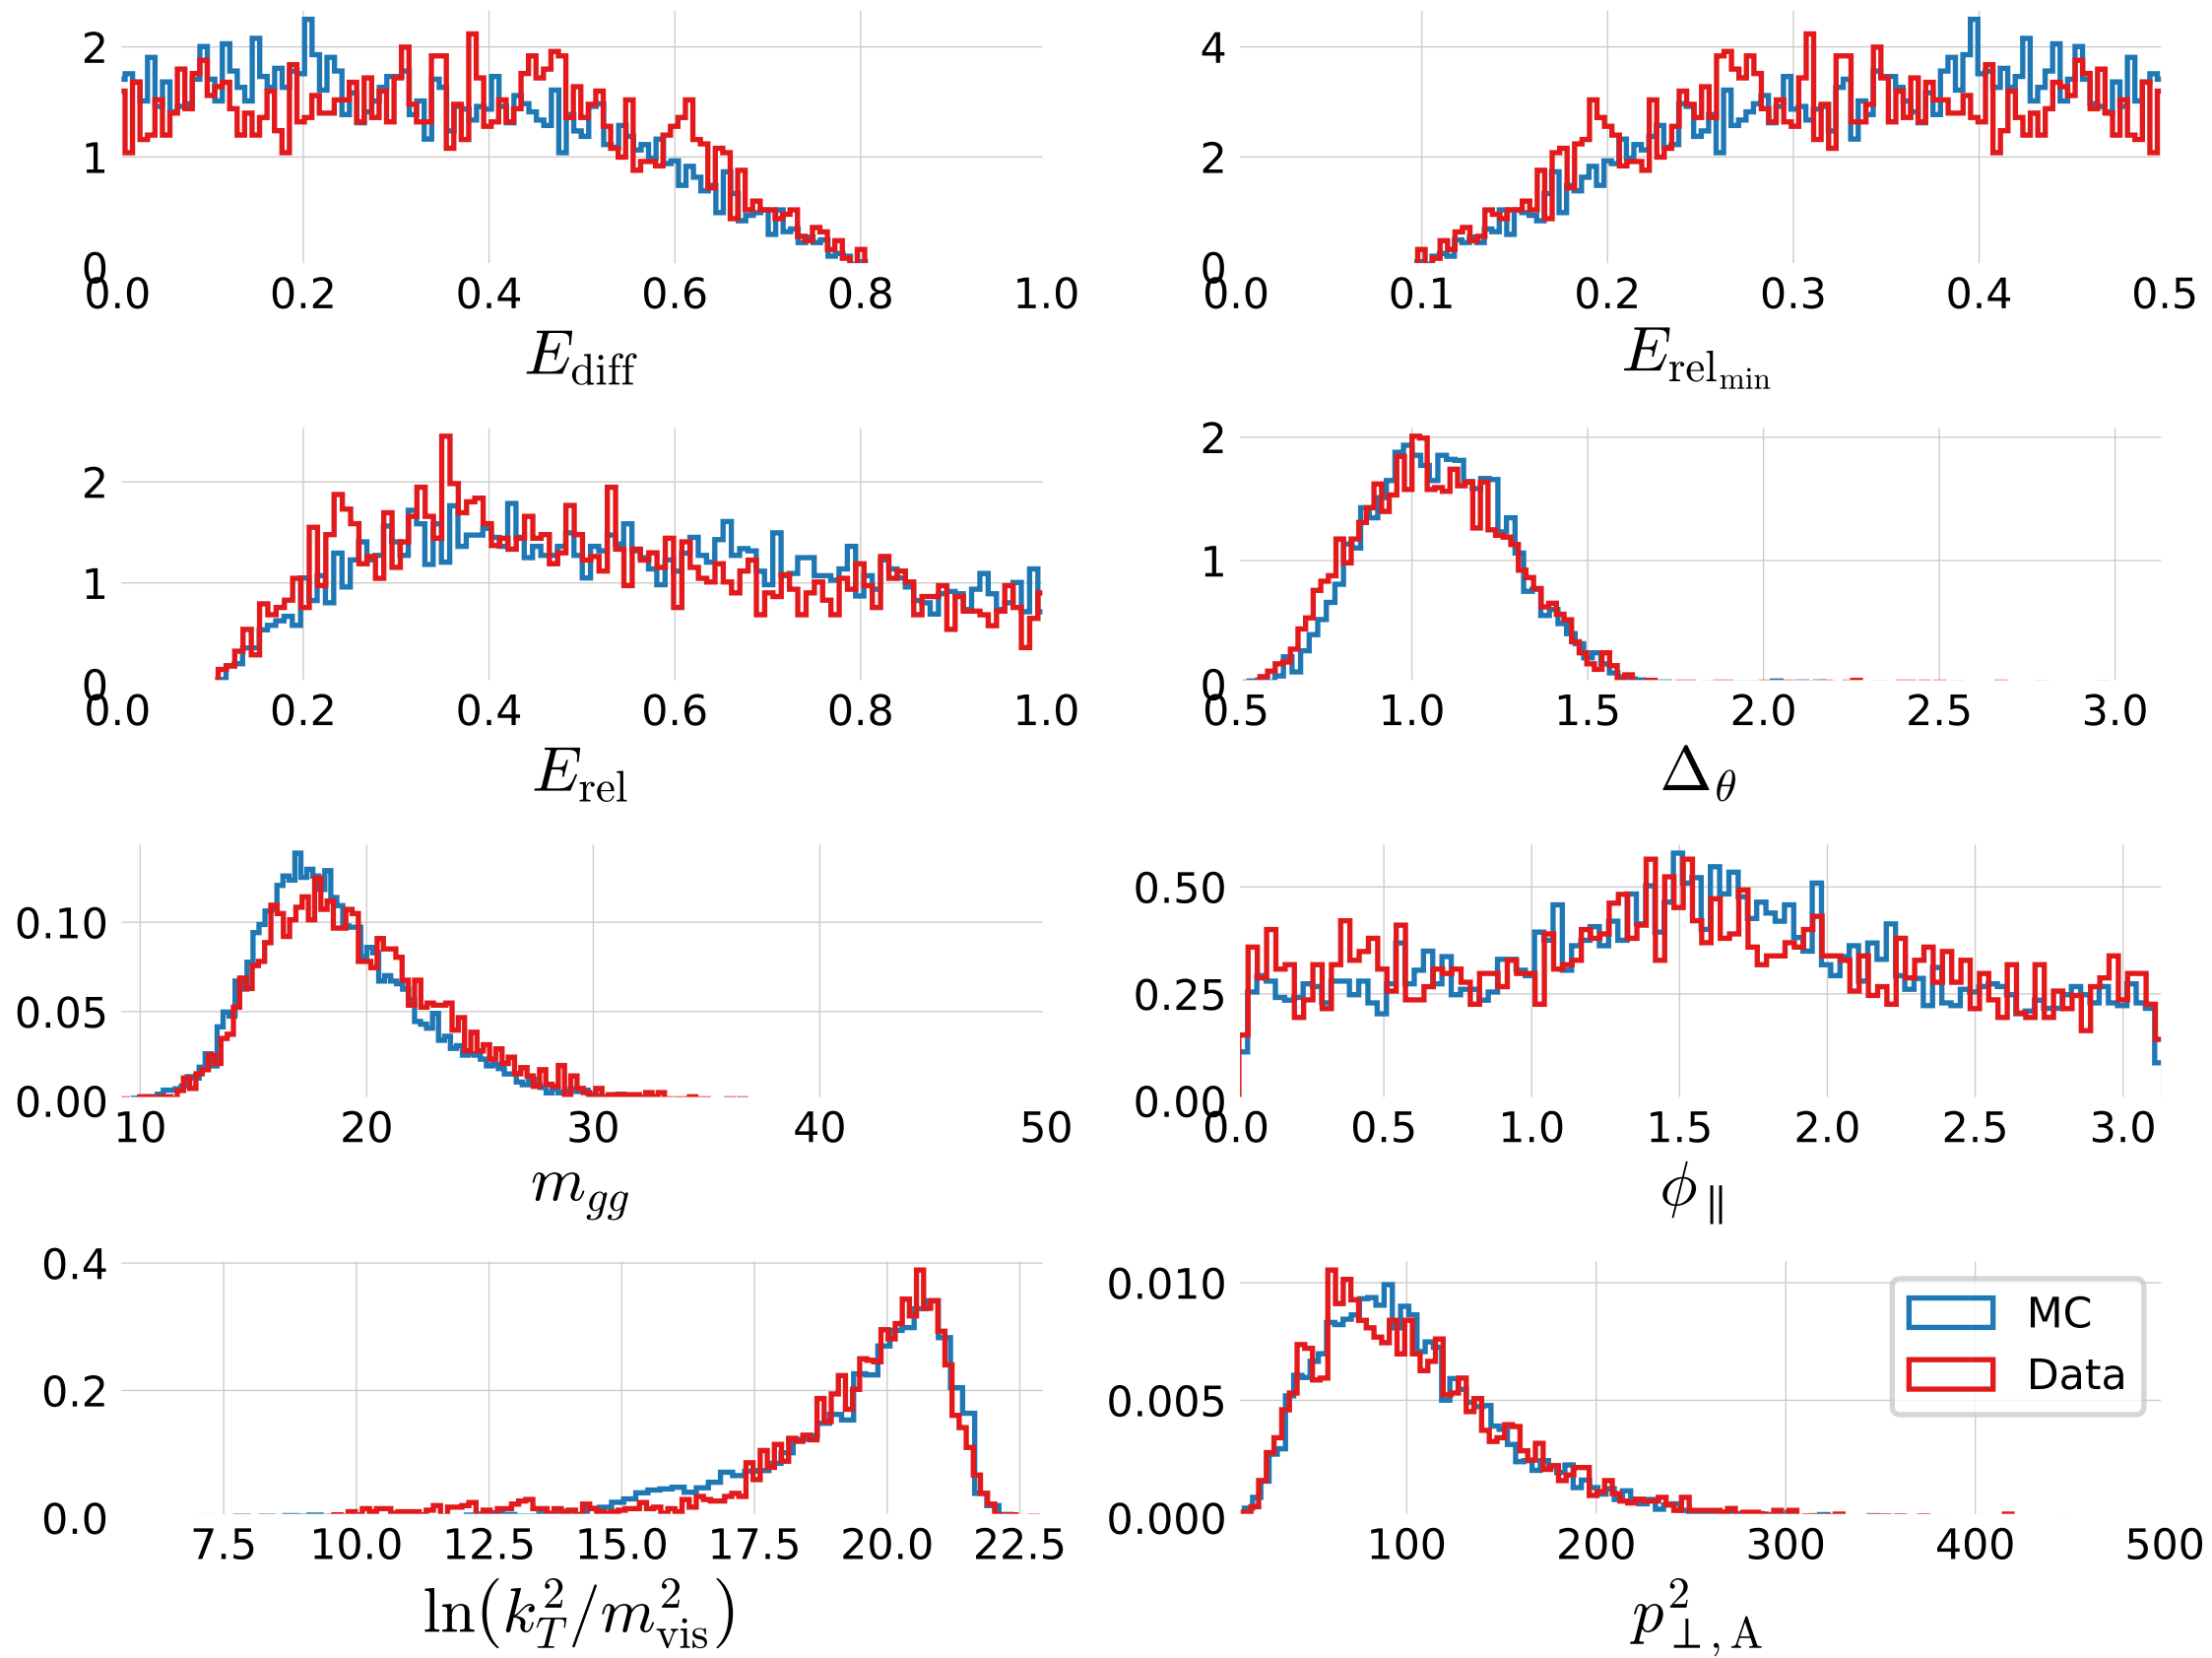 2
1
0
0.0 0.2 0.4 0.6 0.8 1.0
E_diff
4
2
0
0.0 0.1 0.2 0.3 0.4 0.5
E_rel_min
2
1
0
0.0 0.2 0.4 0.6 0.8 1.0
E_rel
2
1
0
0.5 1.0 1.5 2.0 2.5 3.0
Δ_θ
0.10
0.05
0.00
10 20 30 40 50
m_gg
0.50
0.25
0.00
0.0 0.5 1.0 1.5 2.0 2.5 3.0
ϕ_∥
0.4
0.2
0.0
7.5 10.0 12.5 15.0 17.5 20.0 22.5
ln(k_T^2/m_vis^2)
0.010
0.005
0.000
100 200 300 400 500
p_⊥,A^2
MC
Data